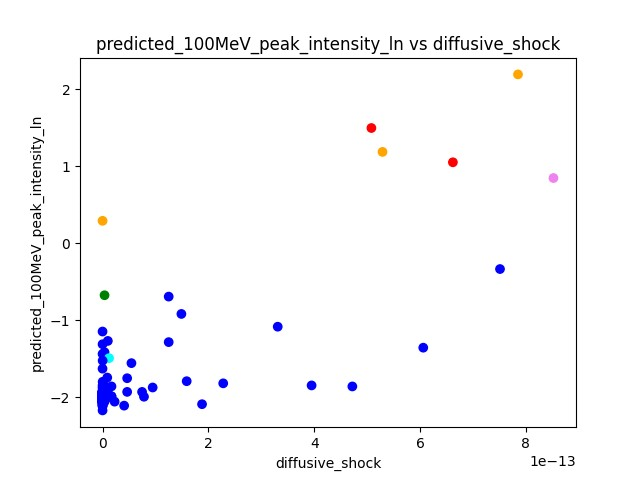 predicted_100MeV_peak_intensity_ln vs diffusive_shock
predicted_100MeV_peak_intensity_ln
2
1
0
−1
−2
0
2
4
6
8
1e−13
diffusive_shock